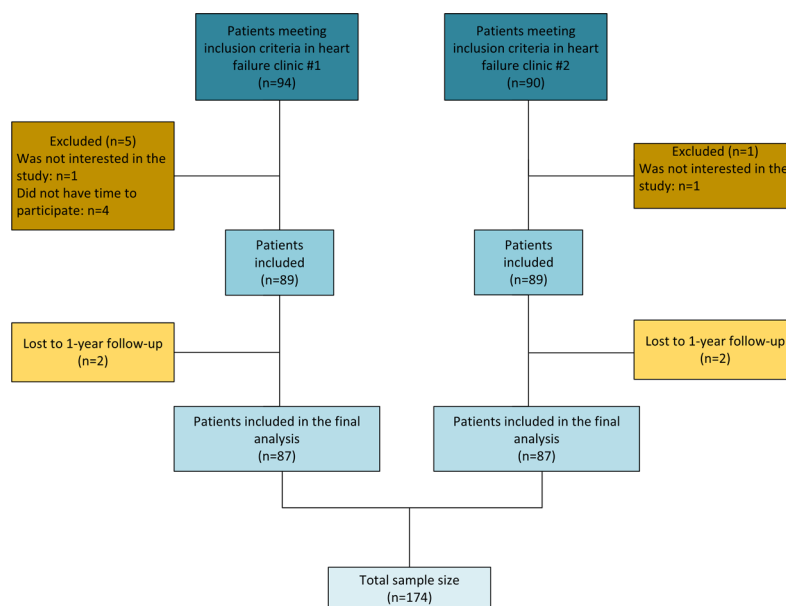 Patients meeting
inclusion criteria in heart
failure clinic #1
(n=94)
Patients meeting
inclusion criteria in heart
failure clinic #2
(n=90)
Excluded (n=5)
Was not interested in the
study: n=1
Did not have time to
participate: n=4
Excluded (n=1)
Was not interested in the
study: n=1
Patients
included
(n=89)
Patients
included
(n=89)
Lost to 1-year follow-up
(n=2)
Lost to 1-year follow-up
(n=2)
Patients included in the final
analysis
(n=87)
Patients included in the final
analysis
(n=87)
Total sample size
(n=174)